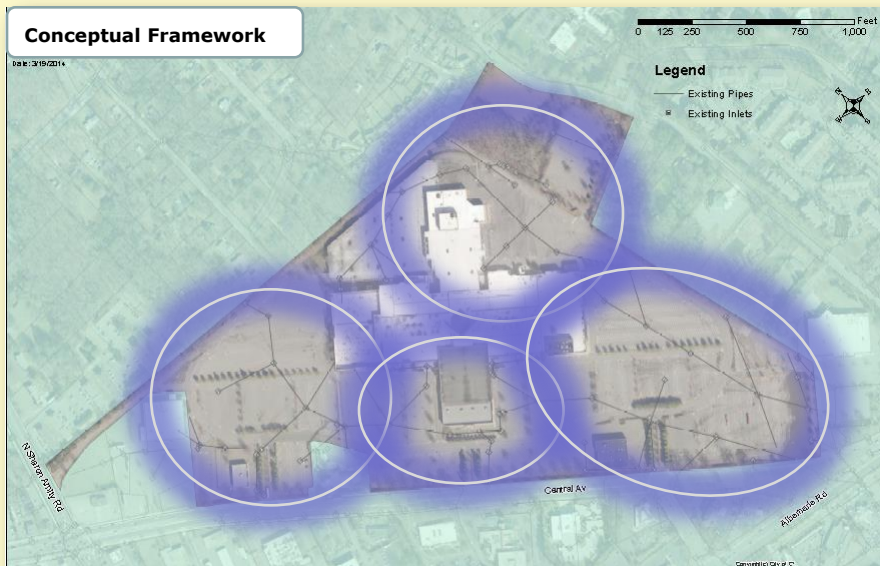 Conceptual Framework
Date: 3/19/2014
Feet
0 125 250 500 750 1,000
Legend
Existing Pipes
Existing Inlets
N
E
W
S
N Sharon Amity Rd
Central Av
Albemarle Rd